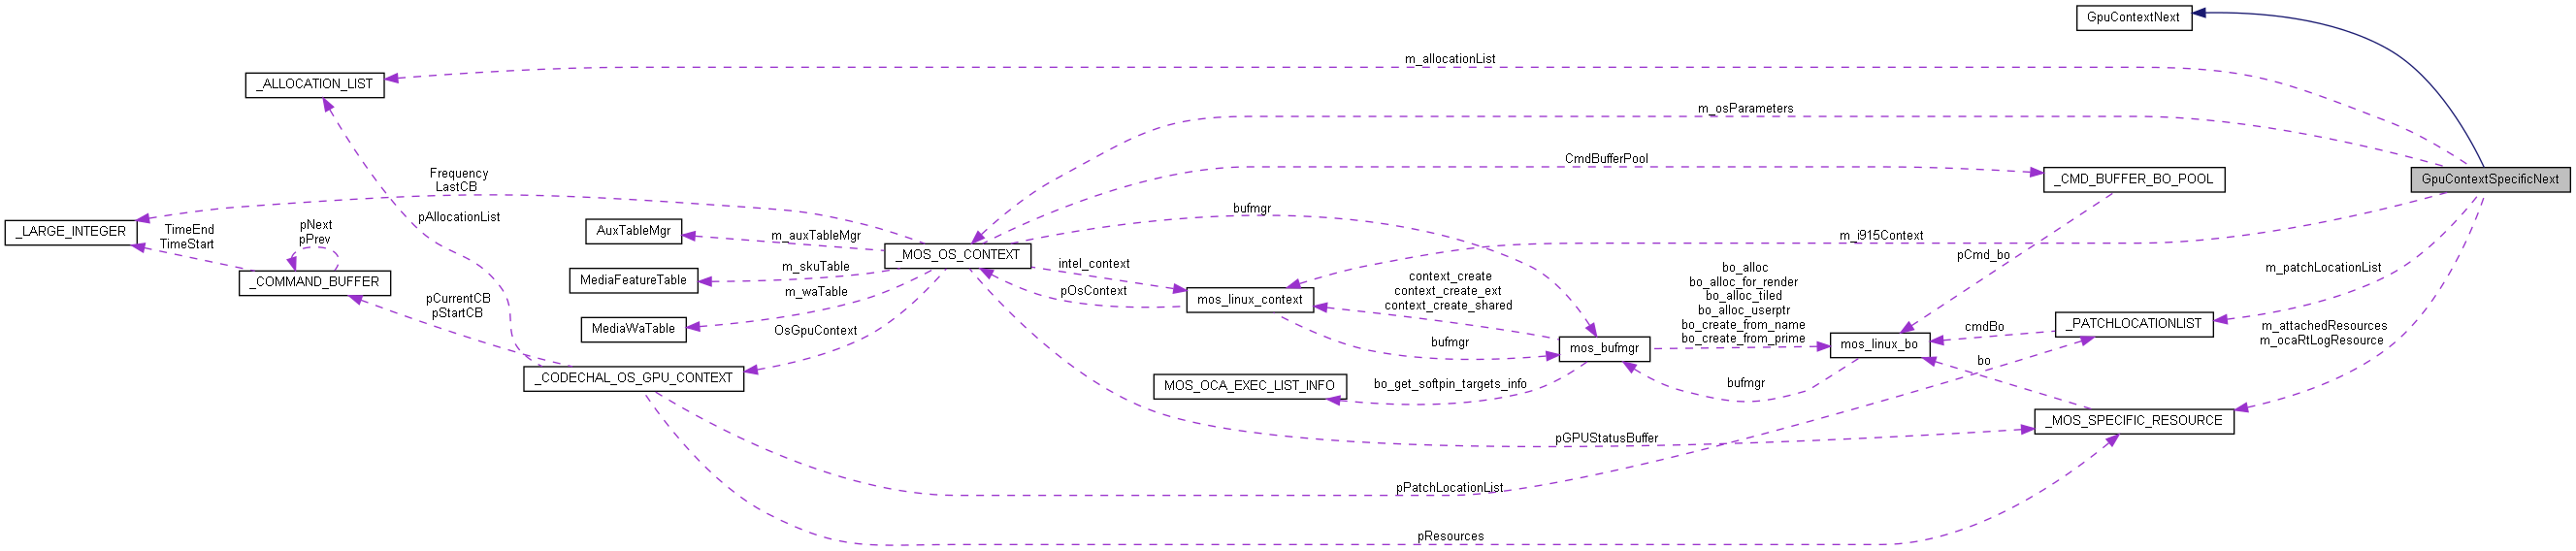 GpuContextNext
m_allocationList
_ALLOCATION_LIST
m_osParameters
CmdBufferPool
Frequency
LastCB
_CMD_BUFFER_BO_POOL
GpuContextSpecificNext
pAllocationList
bufmgr
pNext
pPrev
TimeEnd
TimeStart
_LARGE_INTEGER
AuxTableMgr
m_auxTableMgr
m_i915Context
_MOS_OS_CONTEXT
pCmd_bo
intel_context
m_skuTable
m_patchLocationList
_COMMAND_BUFFER
MediaFeatureTable
m_waTable
pOsContext
mos_linux_context
context_create
context_create_ext
context_create_shared
bo_alloc
bo_alloc_for_render
bo_alloc_tiled
bo_alloc_userptr
bo_create_from_name
bo_create_from_prime
pCurrentCB
pStartCB
MediaWaTable
OsGpuContext
bufmgr
mos_bufmgr
mos_linux_bo
cmdBo
_PATCHLOCATIONLIST
m_attachedResources
m_ocaRtLogResource
bo
_CODECHAL_OS_GPU_CONTEXT
MOS_OCA_EXEC_LIST_INFO
bo_get_softpin_targets_info
bufmgr
_MOS_SPECIFIC_RESOURCE
pGPUStatusBuffer
pPatchLocationList
pResources